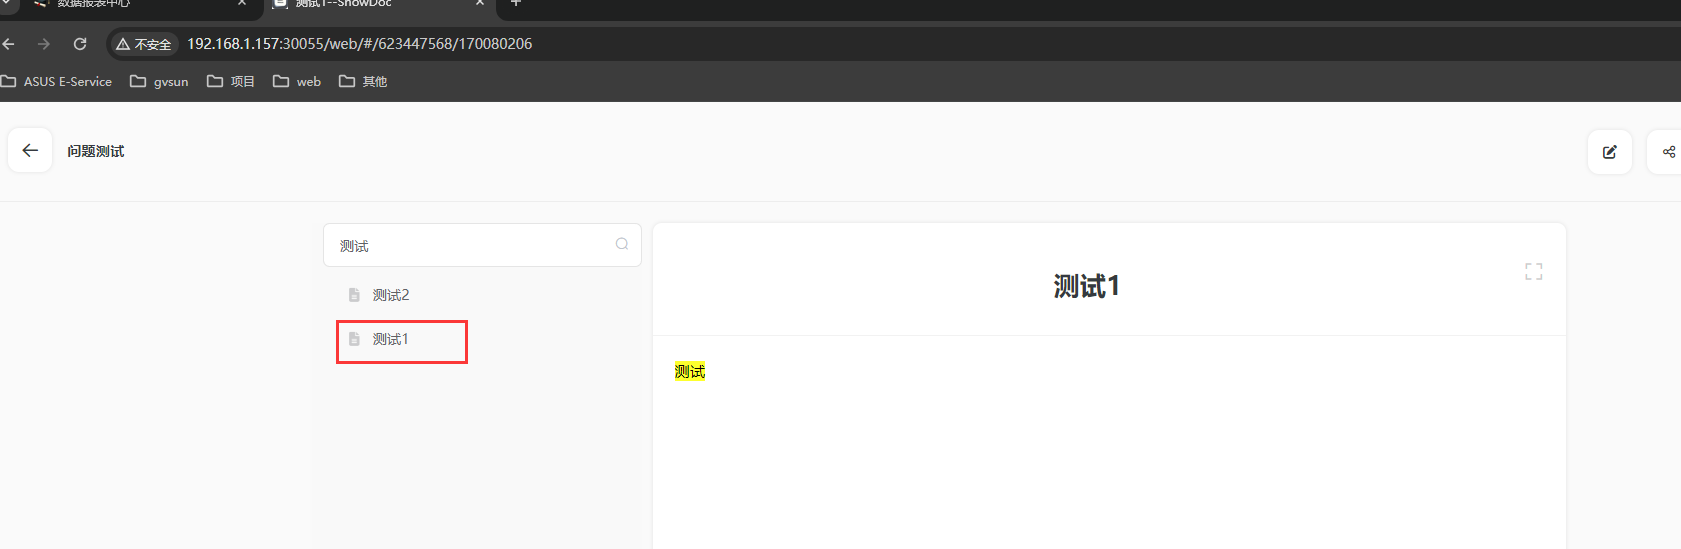 数据报表中心
测试1--ShowDoc
不安全 192.168.1.157:30055/web/#/623447568/170080206
ASUS E-Service gvsun 项目 web 其他
问题测试
测试
测试2
测试1
测试1
测试